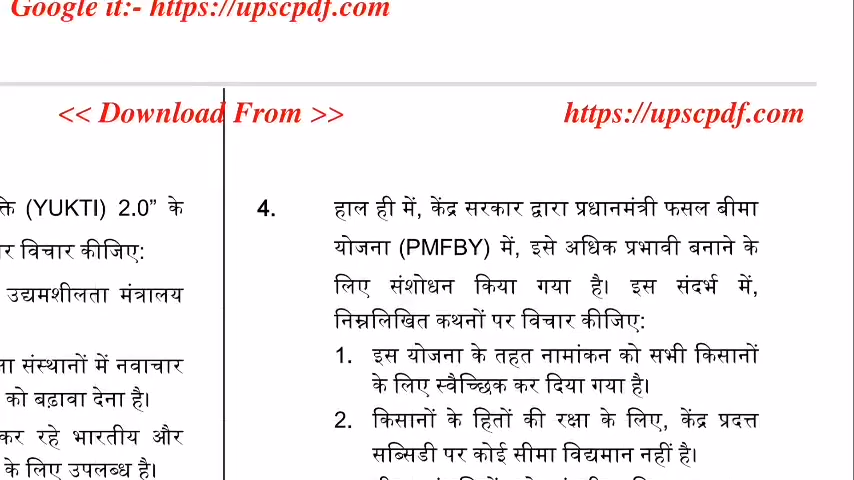 Google it:- https://upscpdf.com
<< Download From >> https://upscpdf.com
(YUKTI) 2.0” के
विचार कीजिए:
उद्यमशीलता मंत्रालय
संस्थानों में नवाचार
को बढ़ावा देना है।
कर रहे भारतीय और
के लिए उपलब्ध है।
4. हाल ही में, केंद्र सरकार द्वारा प्रधानमंत्री फसल बीमा
योजना (PMFBY) में, इसे अधिक प्रभावी बनाने के
लिए संशोधन किया गया है। इस संदर्भ में,
निम्नलिखित कथनों पर विचार कीजिए:
1. इस योजना के तहत नामांकन को सभी किसानों
के लिए स्वैच्छिक कर दिया गया है।
2. किसानों के हितों की रक्षा के लिए, केंद्र प्रदत्त
सब्सिडी पर कोई सीमा विद्यमान नहीं है।